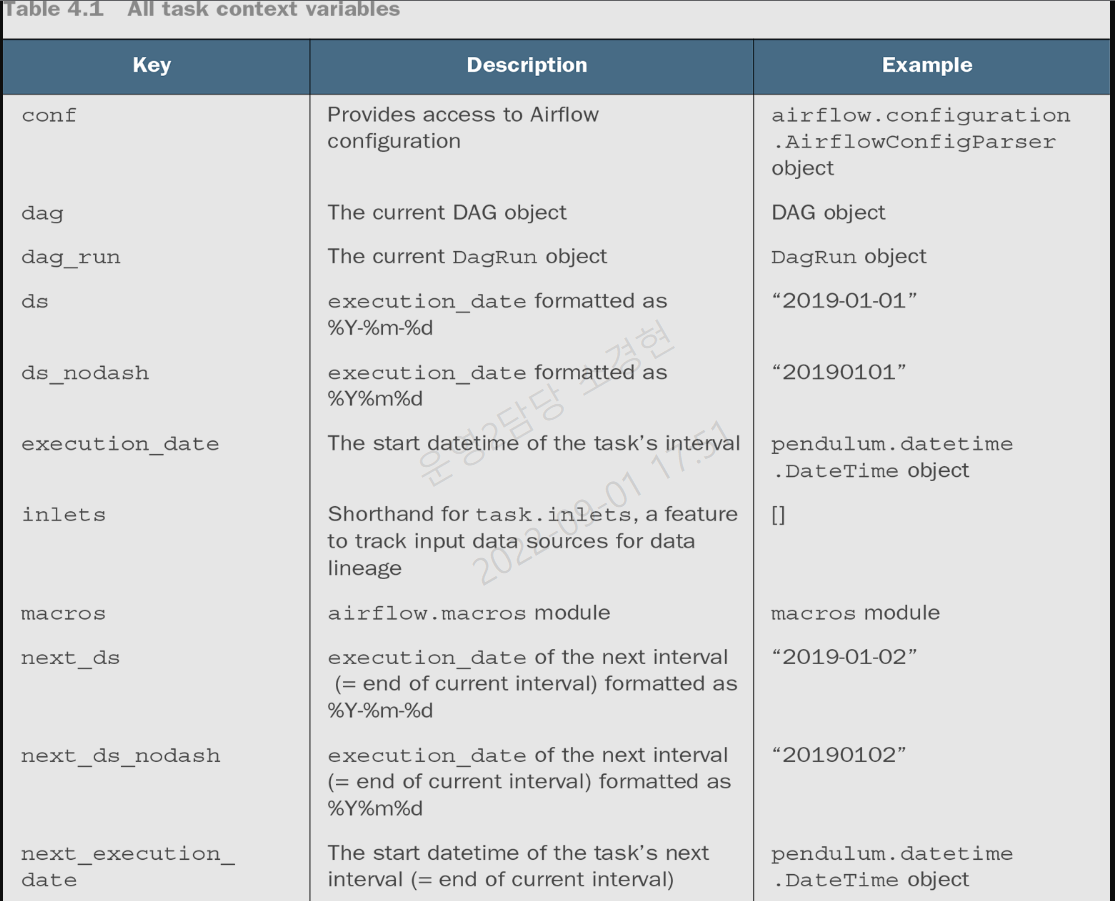 Table 4.1 All task context variables
Key Description Example
conf Provides access to Airflow airflow.configuration
configuration .AirflowConfigParser
object
dag The current DAG object DAG object
dag_run The current DagRun object DagRun object
ds execution_date formatted as “2019-01-01”
%Y-%m-%d
ds_nodash execution_date formatted as “20190101”
%Y%m%d
execution_date The start datetime of the task’s interval pendulum.datetime
.DateTime object
inlets Shorthand for task.inlets, a feature []
to track input data sources for data
lineage
macros airflow.macros module macros module
next_ds execution_date of the next interval “2019-01-02”
(= end of current interval) formatted as
%Y-%m-%d
next_ds_nodash execution_date of the next interval “20190102”
(= end of current interval) formatted as
%Y%m%d
next_execution_ The start datetime of the task’s next pendulum.datetime
date interval (= end of current interval) .DateTime object
운영2담당 소경현
2022-09-01 17:51